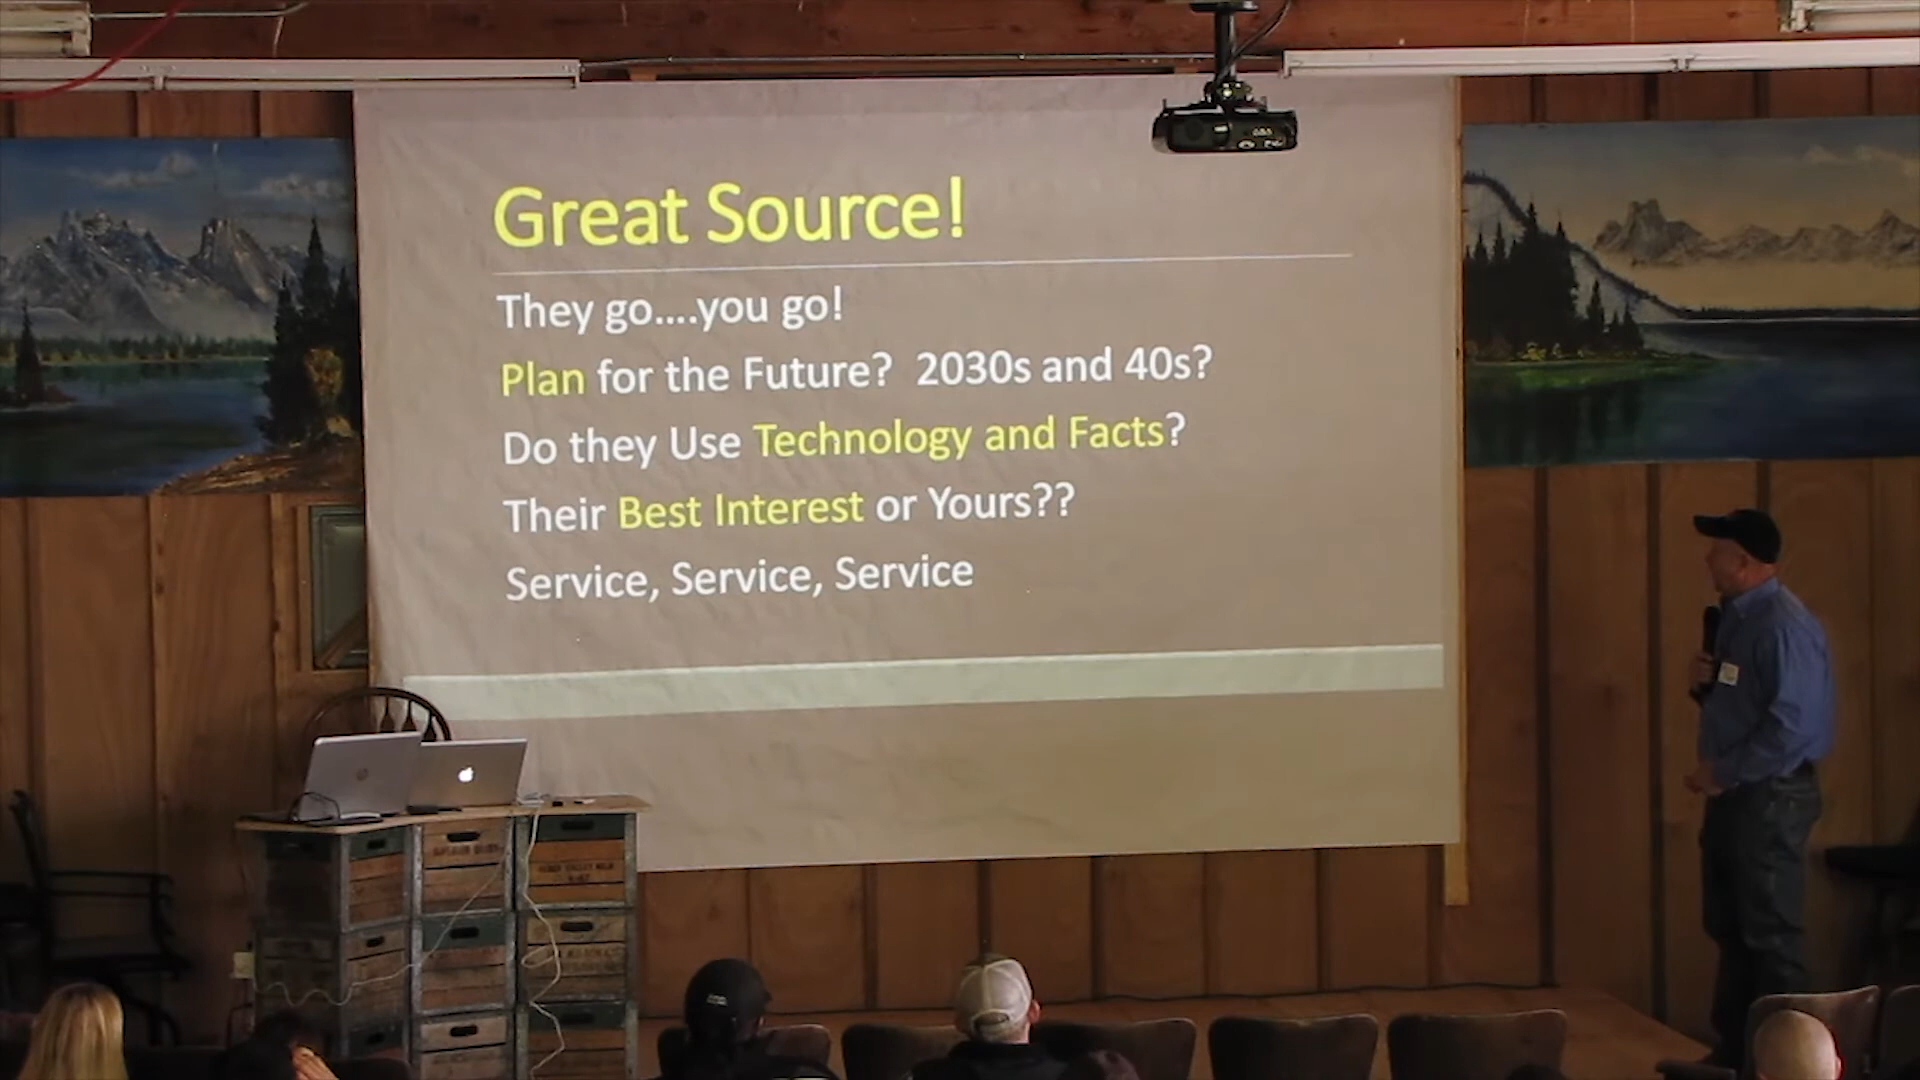 Great Source!
They go....you go!
Plan for the Future?  2030s and 40s?
Do they Use Technology and Facts?
Their Best Interest or Yours??
Service, Service, Service